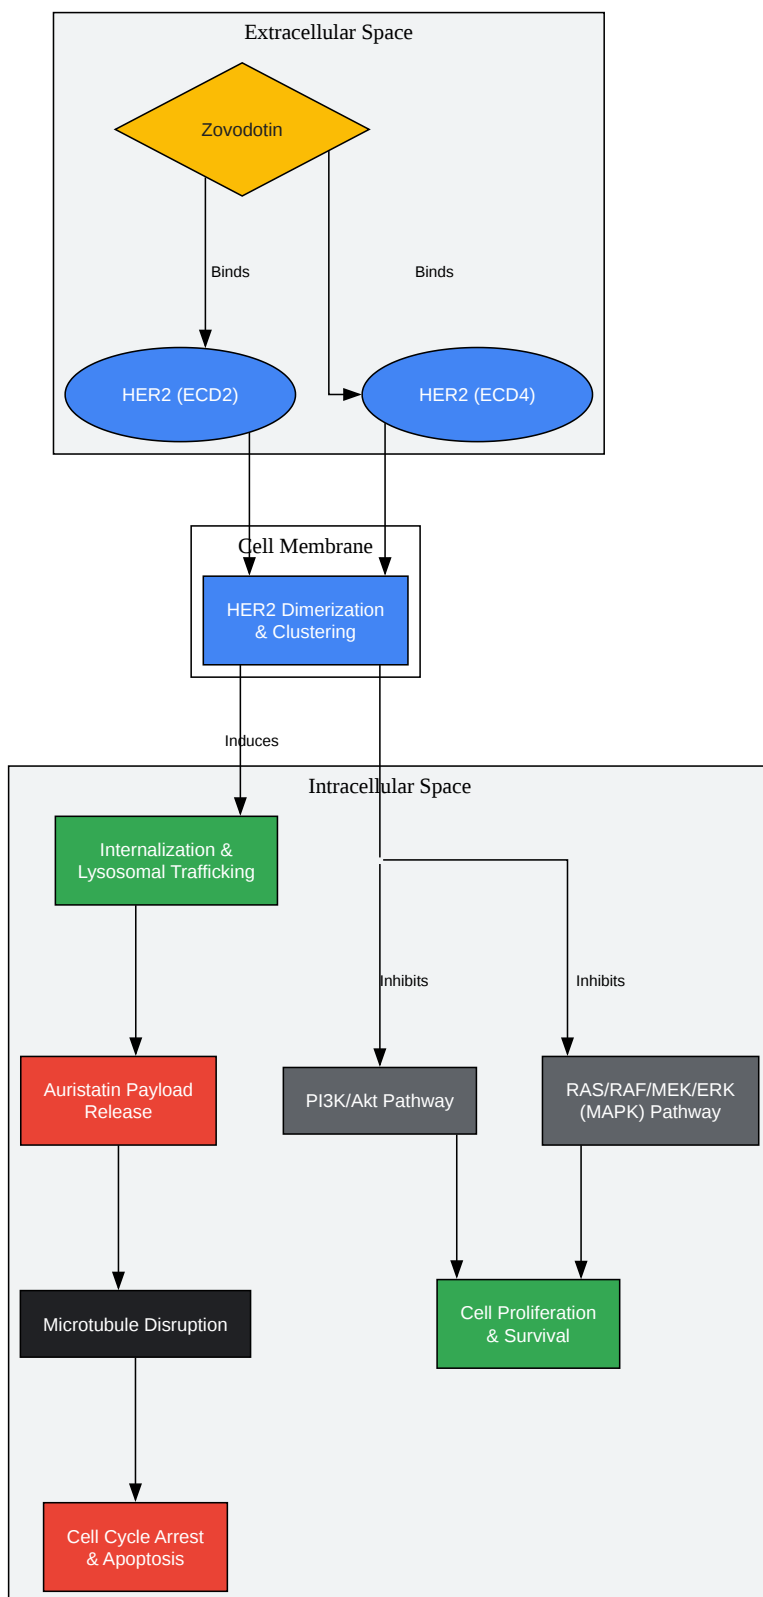 Extracellular Space
Zovodotin
Binds
Binds
HER2 (ECD2)
HER2 (ECD4)
Cell Membrane
HER2 Dimerization
& Clustering
Induces
Intracellular Space
Internalization &
Lysosomal Trafficking
Inhibits
Inhibits
Auristatin Payload
Release
PI3K/Akt Pathway
RAS/RAF/MEK/ERK
(MAPK) Pathway
Microtubule Disruption
Cell Proliferation
& Survival
Cell Cycle Arrest
& Apoptosis